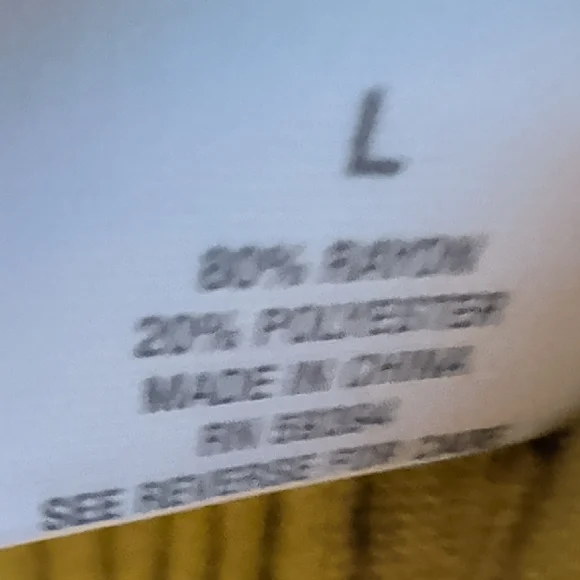 L
80% RAYON
20% POLYESTER
MADE IN CHINA
RN
SEE REVERSE FOR CARE